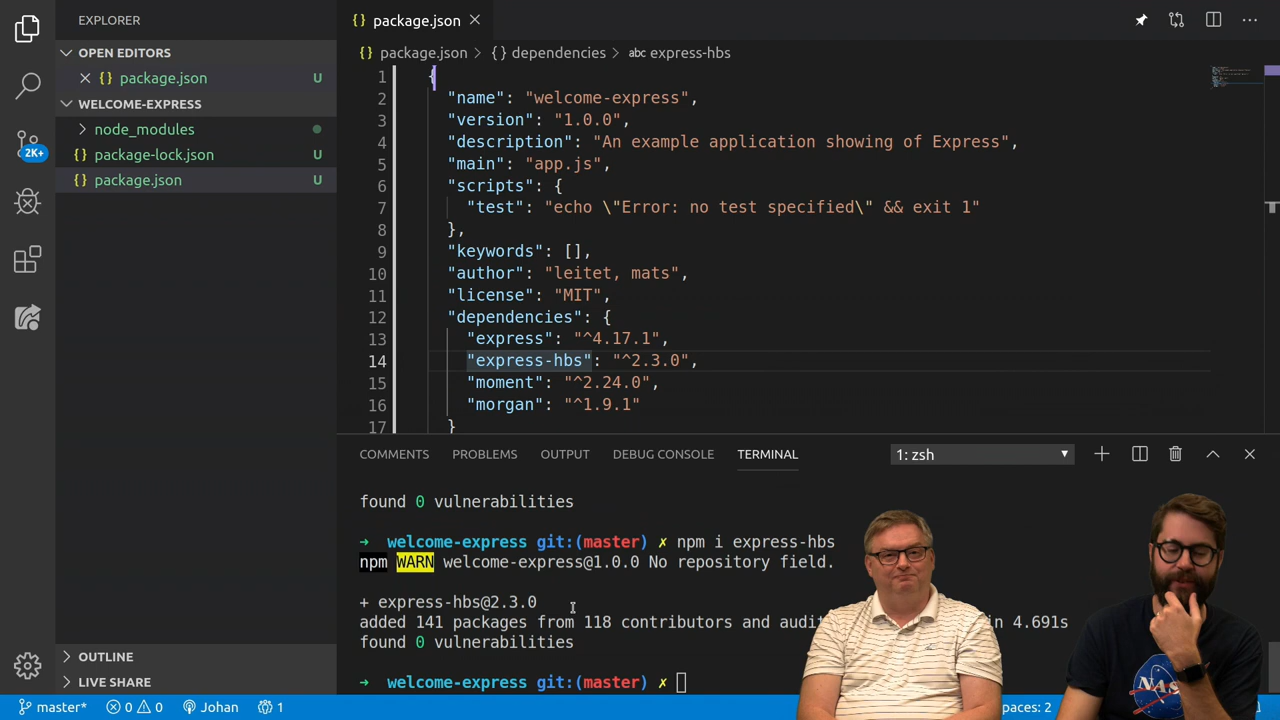 EXPLORER
OPEN EDITORS
{} package.json U
WELCOME-EXPRESS
node_modules
{} package-lock.json U
{} package.json U
2K+
OUTLINE
LIVE SHARE
{} package.json
{} package.json > {} dependencies > abc express-hbs
1 {
2 "name": "welcome-express",
3 "version": "1.0.0",
4 "description": "An example application showing of Express",
5 "main": "app.js",
6 "scripts": {
7 "test": "echo \"Error: no test specified\" && exit 1"
8 },
9 "keywords": [],
10 "author": "leitet, mats",
11 "license": "MIT",
12 "dependencies": {
13 "express": "^4.17.1",
14 "express-hbs": "^2.3.0",
15 "moment": "^2.24.0",
16 "morgan": "^1.9.1"
17 }
COMMENTS PROBLEMS OUTPUT DEBUG CONSOLE TERMINAL 1: zsh
found 0 vulnerabilities
→ welcome-express git:(master) ✗ npm i express-hbs
npm WARN welcome-express@1.0.0 No repository field.
+ express-hbs@2.3.0
added 141 packages from 118 contributors and audi in 4.691s
found 0 vulnerabilities
→ welcome-express git:(master) ✗
NAS
master* 0 0 Johan 1 paces: 2